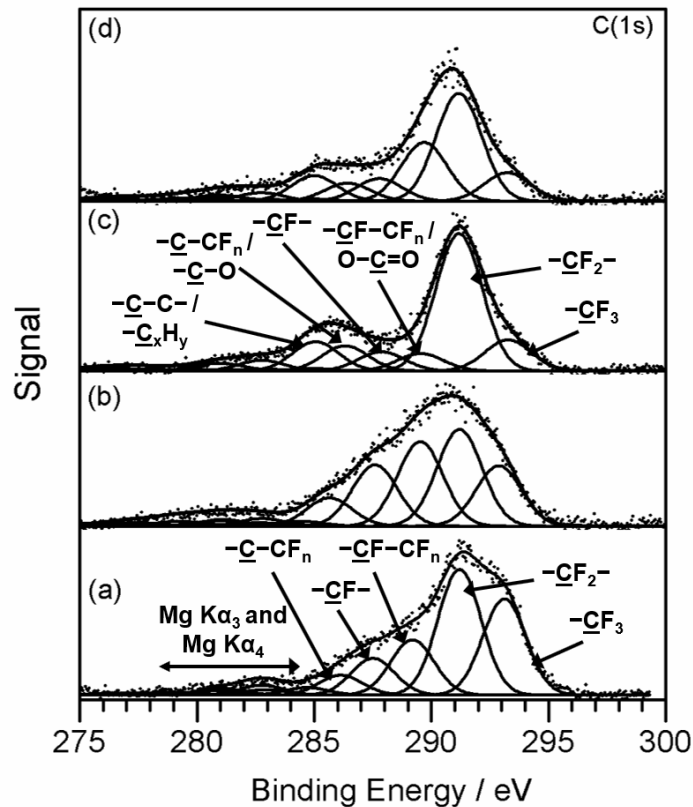 (d)
C(1s)
(c)
–C–CFn /
–C–O
–CF–
–CF–CFn /
O–C=O
–CF2–
–C–C– /
–CxHy
–CF3
Signal
(b)
–C–CFn
–CF–CFn
–CF–
–CF2–
(a)
Mg Kα3 and
Mg Kα4
–CF3
275 280 285 290 295 300
Binding Energy / eV